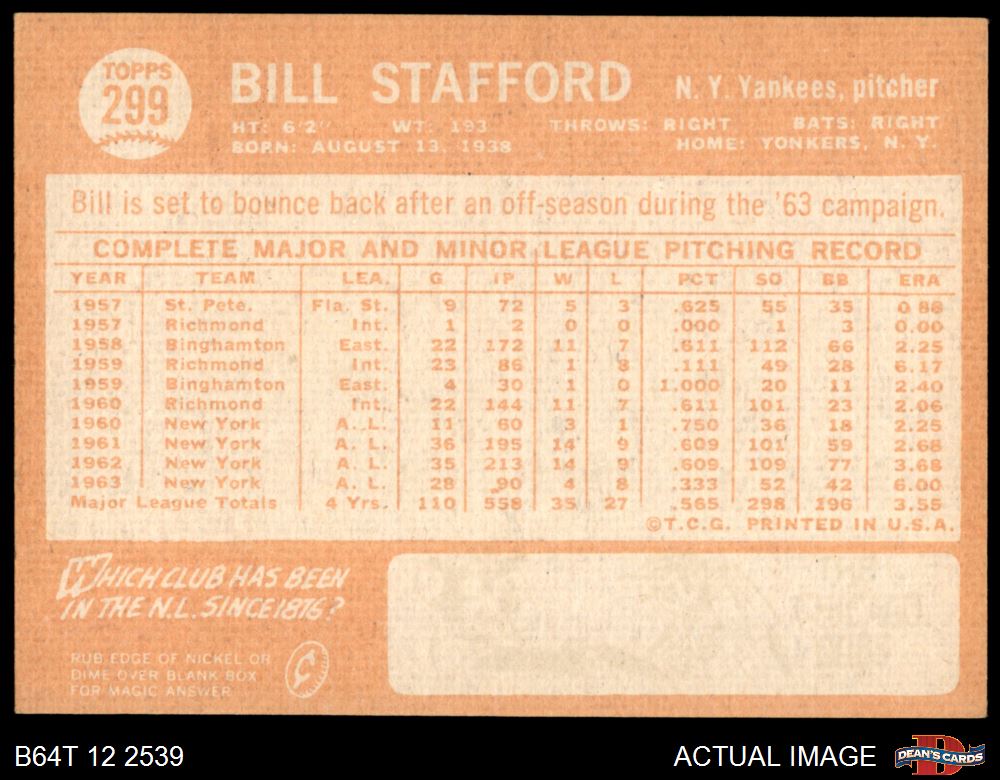 TOPPS
299
BILL STAFFORD
N. Y. Yankees, pitcher
HT: 6'2" WT: 193 THROWS: RIGHT BATS: RIGHT
BORN: AUGUST 13, 1938 HOME: YONKERS, N. Y.
Bill is set to bounce back after an off-season during the '63 campaign.
COMPLETE MAJOR AND MINOR LEAGUE PITCHING RECORD
YEAR TEAM LEA. G IP W L PCT SO BB ERA
1957 St. Pete. Fla. St. 9 72 5 3 .625 55 35 0.88
1957 Richmond Int. 1 2 0 0 .000 1 3 0.00
1958 Binghamton East. 22 172 11 7 .611 112 66 2.25
1959 Richmond Int. 23 86 1 8 .111 49 28 6.17
1959 Binghamton East. 4 30 1 0 1.000 20 11 2.40
1960 Richmond Int. 22 144 11 7 .611 101 23 2.06
1960 New York A. L. 11 60 3 1 .750 36 18 2.25
1961 New York A. L. 36 195 14 9 .609 101 59 2.68
1962 New York A. L. 35 213 14 9 .609 109 77 3.68
1963 New York A. L. 28 90 4 8 .333 52 42 6.00
Major League Totals 4 Yrs. 110 558 35 27 .565 298 196 3.55
©T.C.G. PRINTED IN U.S.A.
WHICH CLUB HAS BEEN
IN THE N.L. SINCE 1876?
RUB EDGE OF NICKEL OR
DIME OVER BLANK BOX
FOR MAGIC ANSWER
B64T 12 2539
ACTUAL IMAGE
DEAN'S CARDS